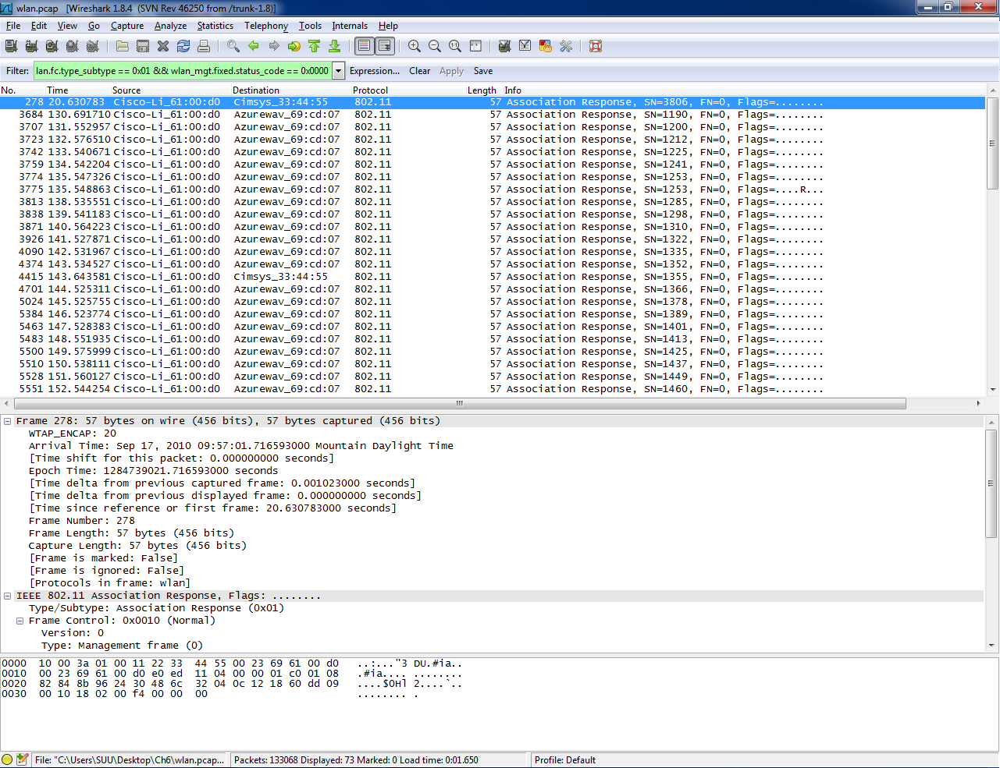 wlan.pcap [Wireshark 1.8.4 (SVN Rev 46250 from /trunk-1.8)]
File Edit View Go Capture Analyze Statistics Telephony Tools Internals Help
Filter: lan.fc.type_subtype == 0x01 && wlan_mgt.fixed.status_code == 0x0000 Expression... Clear Apply Save
No. Time Source Destination Protocol Length Info
278 20.630783 Cisco-Li_61:00:d0 Cimsys_33:44:55 802.11 57 Association Response, SN=3806, FN=0, Flags=........
3684 130.691710 Cisco-Li_61:00:d0 Azurewav_69:cd:07 802.11 57 Association Response, SN=1190, FN=0, Flags=........
3707 131.552957 Cisco-Li_61:00:d0 Azurewav_69:cd:07 802.11 57 Association Response, SN=1200, FN=0, Flags=........
3723 132.576510 Cisco-Li_61:00:d0 Azurewav_69:cd:07 802.11 57 Association Response, SN=1212, FN=0, Flags=........
3742 133.540671 Cisco-Li_61:00:d0 Azurewav_69:cd:07 802.11 57 Association Response, SN=1225, FN=0, Flags=........
3759 134.542204 Cisco-Li_61:00:d0 Azurewav_69:cd:07 802.11 57 Association Response, SN=1241, FN=0, Flags=........
3774 135.547326 Cisco-Li_61:00:d0 Azurewav_69:cd:07 802.11 57 Association Response, SN=1253, FN=0, Flags=........
3775 135.548863 Cisco-Li_61:00:d0 Azurewav_69:cd:07 802.11 57 Association Response, SN=1253, FN=0, Flags=....R...
3813 138.535551 Cisco-Li_61:00:d0 Azurewav_69:cd:07 802.11 57 Association Response, SN=1285, FN=0, Flags=........
3838 139.541183 Cisco-Li_61:00:d0 Azurewav_69:cd:07 802.11 57 Association Response, SN=1298, FN=0, Flags=........
3871 140.564223 Cisco-Li_61:00:d0 Azurewav_69:cd:07 802.11 57 Association Response, SN=1310, FN=0, Flags=........
3926 141.527871 Cisco-Li_61:00:d0 Azurewav_69:cd:07 802.11 57 Association Response, SN=1322, FN=0, Flags=........
4090 142.531967 Cisco-Li_61:00:d0 Azurewav_69:cd:07 802.11 57 Association Response, SN=1335, FN=0, Flags=........
4374 143.534527 Cisco-Li_61:00:d0 Azurewav_69:cd:07 802.11 57 Association Response, SN=1352, FN=0, Flags=........
4415 143.643581 Cisco-Li_61:00:d0 Cimsys_33:44:55 802.11 57 Association Response, SN=1355, FN=0, Flags=........
4701 144.525311 Cisco-Li_61:00:d0 Azurewav_69:cd:07 802.11 57 Association Response, SN=1366, FN=0, Flags=........
5024 145.525755 Cisco-Li_61:00:d0 Azurewav_69:cd:07 802.11 57 Association Response, SN=1378, FN=0, Flags=........
5384 146.523774 Cisco-Li_61:00:d0 Azurewav_69:cd:07 802.11 57 Association Response, SN=1389, FN=0, Flags=........
5463 147.528383 Cisco-Li_61:00:d0 Azurewav_69:cd:07 802.11 57 Association Response, SN=1401, FN=0, Flags=........
5483 148.551935 Cisco-Li_61:00:d0 Azurewav_69:cd:07 802.11 57 Association Response, SN=1413, FN=0, Flags=........
5500 149.575999 Cisco-Li_61:00:d0 Azurewav_69:cd:07 802.11 57 Association Response, SN=1425, FN=0, Flags=........
5510 150.538111 Cisco-Li_61:00:d0 Azurewav_69:cd:07 802.11 57 Association Response, SN=1437, FN=0, Flags=........
5528 151.560127 Cisco-Li_61:00:d0 Azurewav_69:cd:07 802.11 57 Association Response, SN=1449, FN=0, Flags=........
5551 152.544254 Cisco-Li_61:00:d0 Azurewav_69:cd:07 802.11 57 Association Response, SN=1460, FN=0, Flags=........
Frame 278: 57 bytes on wire (456 bits), 57 bytes captured (456 bits)
WTAP_ENCAP: 20
Arrival Time: Sep 17, 2010 09:57:01.716593000 Mountain Daylight Time
[Time shift for this packet: 0.000000000 seconds]
Epoch Time: 1284739021.716593000 seconds
[Time delta from previous captured frame: 0.001023000 seconds]
[Time delta from previous displayed frame: 0.000000000 seconds]
[Time since reference or first frame: 20.630783000 seconds]
Frame Number: 278
Frame Length: 57 bytes (456 bits)
Capture Length: 57 bytes (456 bits)
[Frame is marked: False]
[Frame is ignored: False]
[Protocols in frame: wlan]
IEEE 802.11 Association Response, Flags: ........
Type/Subtype: Association Response (0x01)
Frame Control: 0x0010 (Normal)
Version: 0
Type: Management frame (0)
0000 10 00 3a 01 00 11 22 33 44 55 00 23 69 61 00 d0 ..:..."3 DU.#ia..
0010 00 23 69 61 00 d0 e0 ed 11 04 00 00 01 c0 01 08 .#ia.... ........
0020 82 84 8b 96 24 30 48 6c 32 04 0c 12 18 60 dd 09 ....$0Hl 2....`..
0030 00 10 18 02 00 f4 00 00 00 ........ .
File: "C:\Users\SUU\Desktop\Ch6\wlan.pcap... Packets: 133068 Displayed: 73 Marked: 0 Load time: 0:01.650 Profile: Default